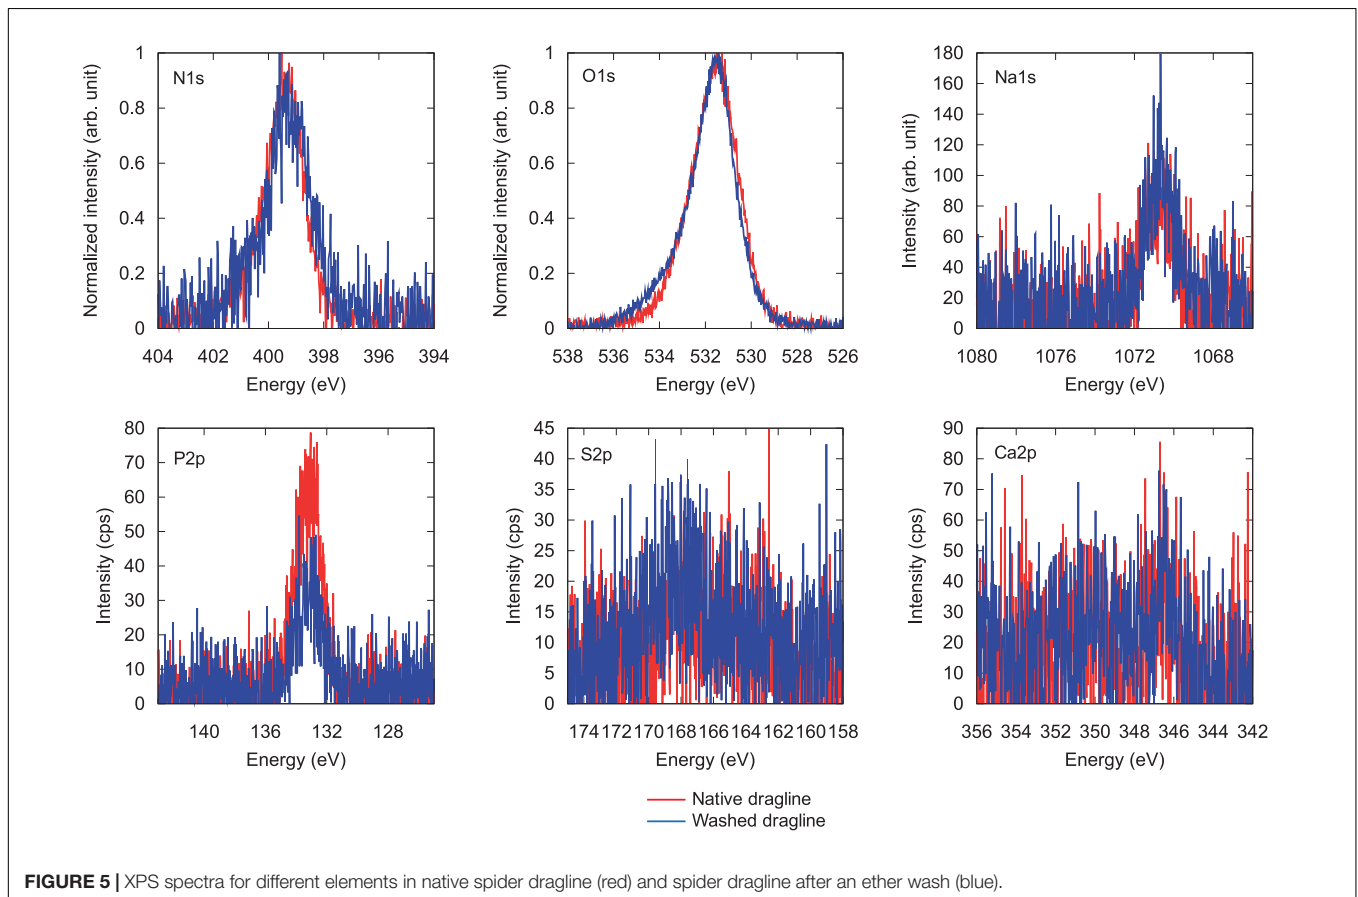 N1s
Normalized intensity (arb. unit)
1
0.8
0.6
0.4
0.2
0
404 402 400 398 396 394
Energy (eV)
O1s
Normalized intensity (arb. unit)
1
0.8
0.6
0.4
0.2
0
538 536 534 532 530 528 526
Energy (eV)
Na1s
Intensity (arb. unit)
180
160
140
120
100
80
60
40
20
0
1080 1076 1072 1068
Energy (eV)
P2p
Intensity (cps)
80
70
60
50
40
30
20
10
0
140 136 132 128
Energy (eV)
S2p
Intensity (cps)
45
40
35
30
25
20
15
10
5
0
174 172 170 168 166 164 162 160 158
Energy (eV)
Ca2p
Intensity (cps)
90
80
70
60
50
40
30
20
10
0
356 354 352 350 348 346 344 342
Energy (eV)
Native dragline
Washed dragline
FIGURE 5 | XPS spectra for different elements in native spider dragline (red) and spider dragline after an ether wash (blue).